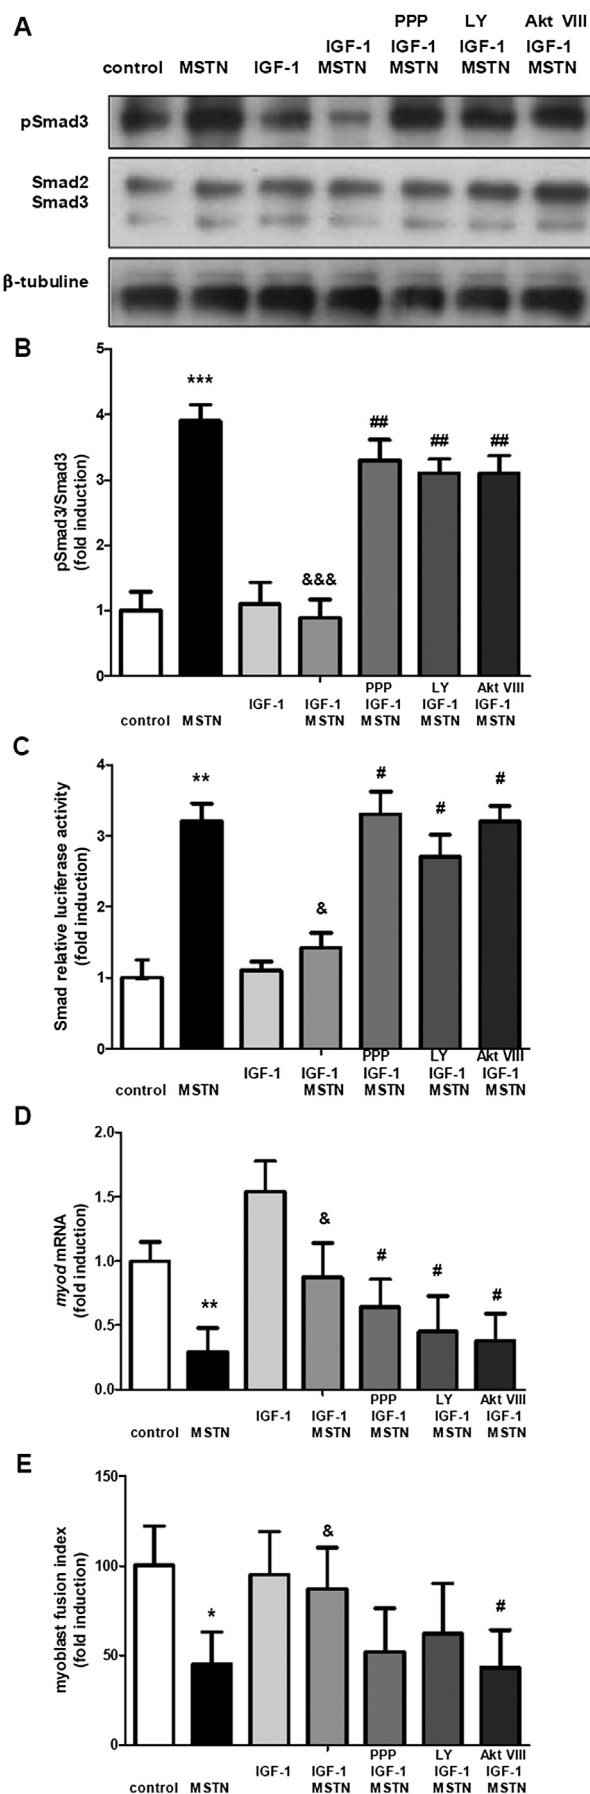 A
PPP LY Akt VIII
IGF-1 IGF-1 IGF-1 IGF-1
control MSTN IGF-1 MSTN MSTN MSTN MSTN
pSmad3
Smad2
Smad3
β-tubuline
B
pSmad3/Smad3
(fold induction)
5
4
3
2
1
0
***
&&&
##
##
##
PPP LY Akt VIII
IGF-1 IGF-1 IGF-1 IGF-1 IGF-1
control MSTN MSTN MSTN MSTN MSTN
C
Smad relative luciferase activity
(fold induction)
4
3
2
1
0
**
&
#
#
#
PPP LY Akt VIII
IGF-1 IGF-1 IGF-1 IGF-1 IGF-1
control MSTN MSTN MSTN MSTN MSTN
D
myod mRNA
(fold induction)
2.0
1.5
1.0
0.5
0.0
**
&
#
#
#
PPP LY Akt VIII
IGF-1 IGF-1 IGF-1 IGF-1 IGF-1
control MSTN MSTN MSTN MSTN MSTN
E
myoblast fusion index
(fold induction)
150
100
50
0
*
&
#
PPP LY Akt VIII
IGF-1 IGF-1 IGF-1 IGF-1 IGF-1
control MSTN MSTN MSTN MSTN MSTN